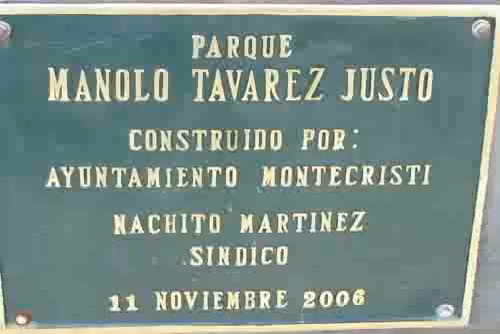 PARQUE
MANOLO TAVAREZ JUSTO
CONSTRUIDO POR:
AYUNTAMIENTO MONTECRISTI
NACHITO MARTINEZ
SINDICO
11 NOVIEMBRE 2006